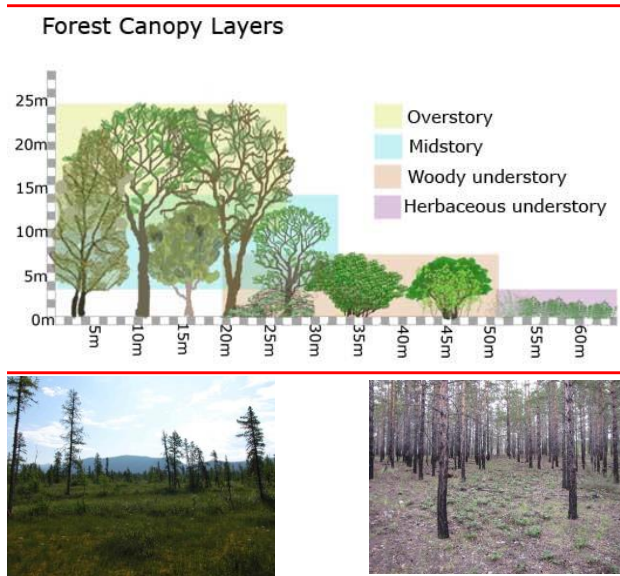 Forest Canopy Layers
25m
20m
15m
10m
5m
0m
Overstory
Midstory
Woody understory
Herbaceous understory
5m
10m
15m
20m
25m
30m
35m
40m
45m
50m
55m
60m